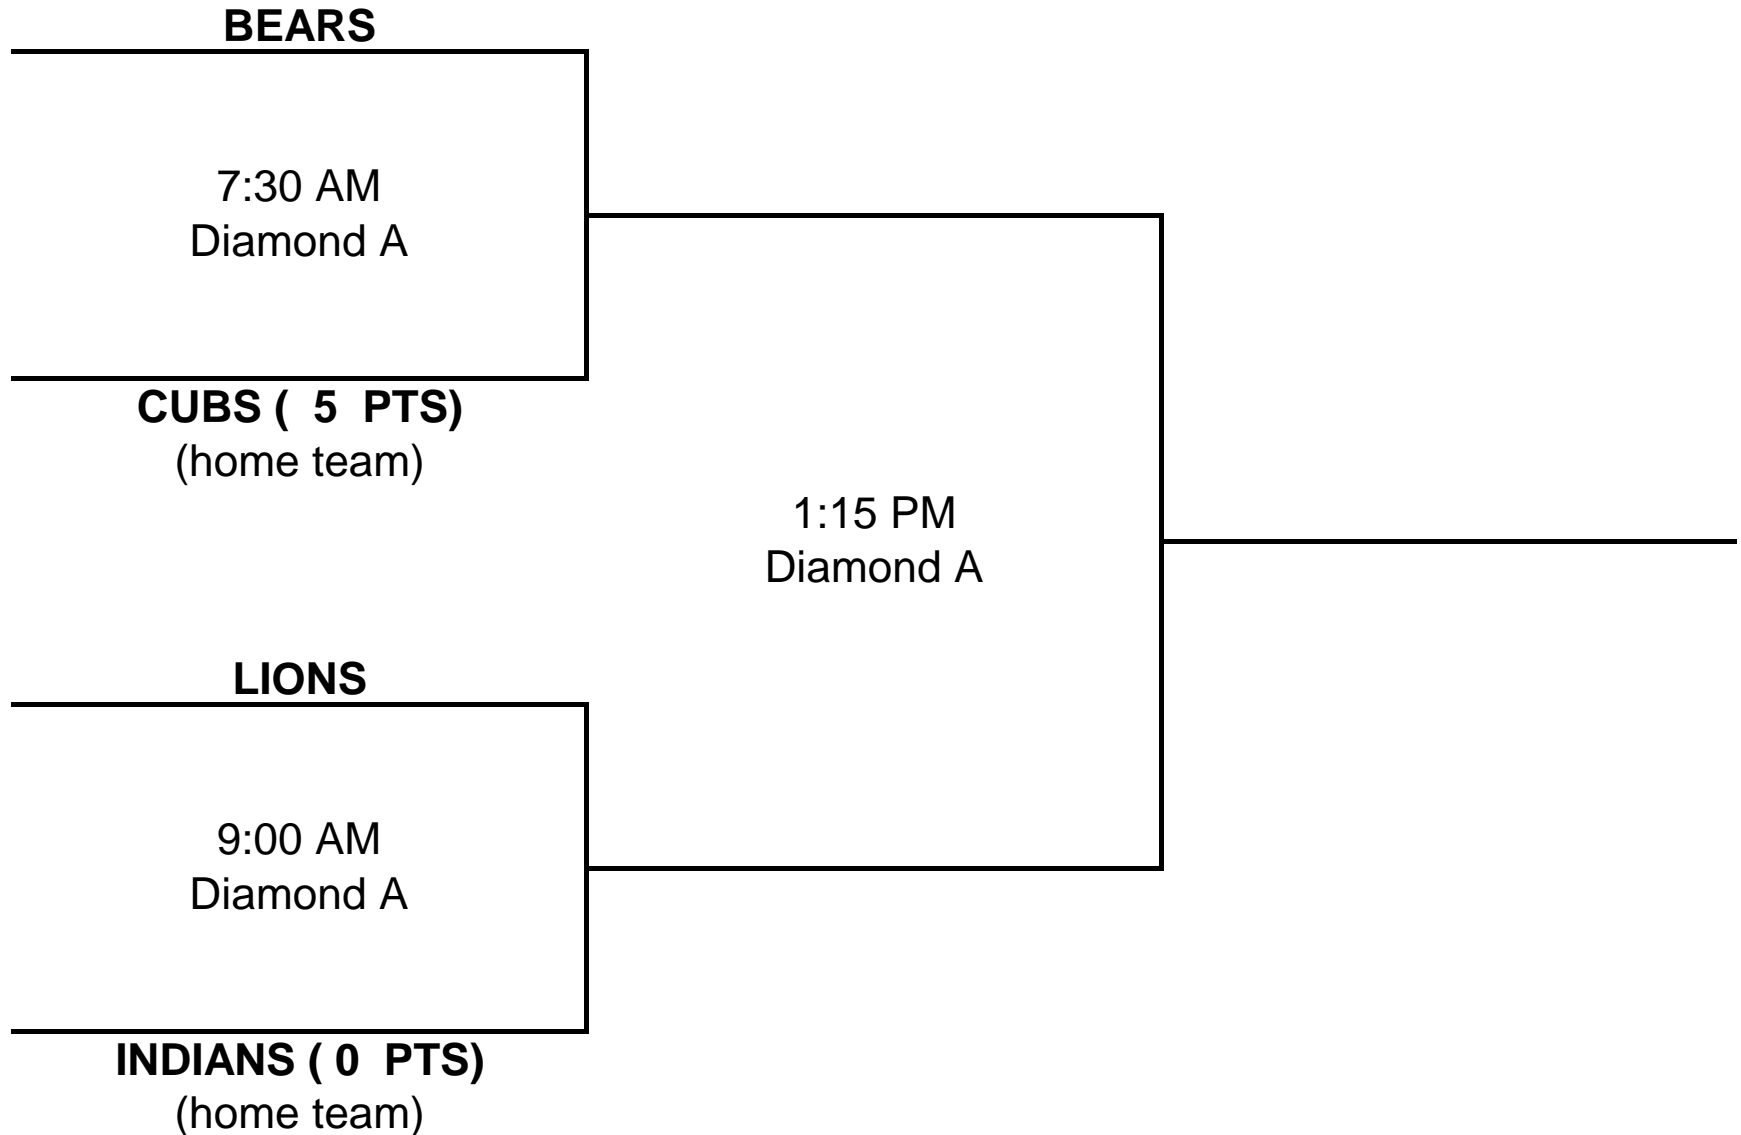 BEARS
7:30 AM
Diamond A
CUBS (  5  PTS)
(home team)
1:15 PM
Diamond A
LIONS
9:00 AM
Diamond A
INDIANS ( 0  PTS)
(home team)